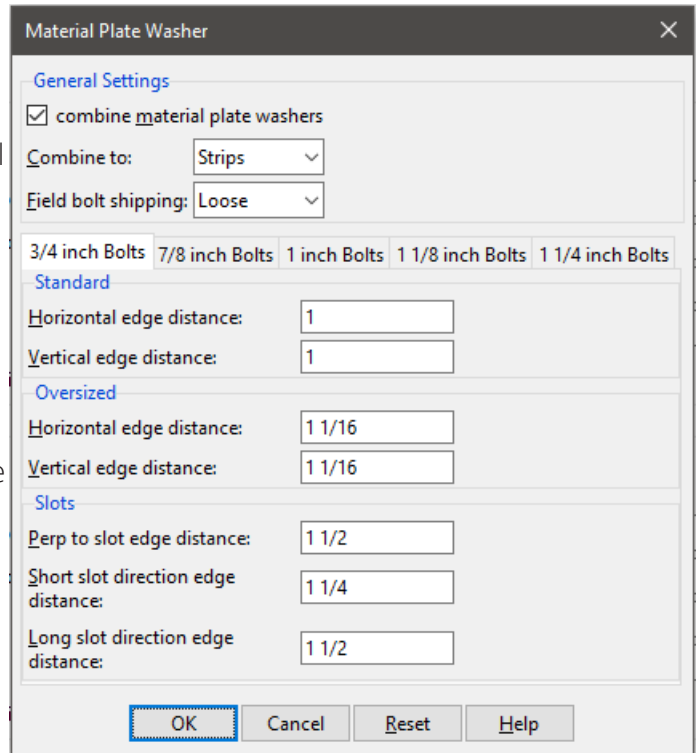 Material Plate Washer
General Settings
combine material plate washers
Combine to: Strips
Field bolt shipping: Loose
3/4 inch Bolts 7/8 inch Bolts 1 inch Bolts 1 1/8 inch Bolts 1 1/4 inch Bolts
Standard
Horizontal edge distance: 1
Vertical edge distance: 1
Oversized
Horizontal edge distance: 1 1/16
Vertical edge distance: 1 1/16
Slots
Perp to slot edge distance: 1 1/2
Short slot direction edge
distance: 1 1/4
Long slot direction edge
distance: 1 1/2
OK Cancel Reset Help